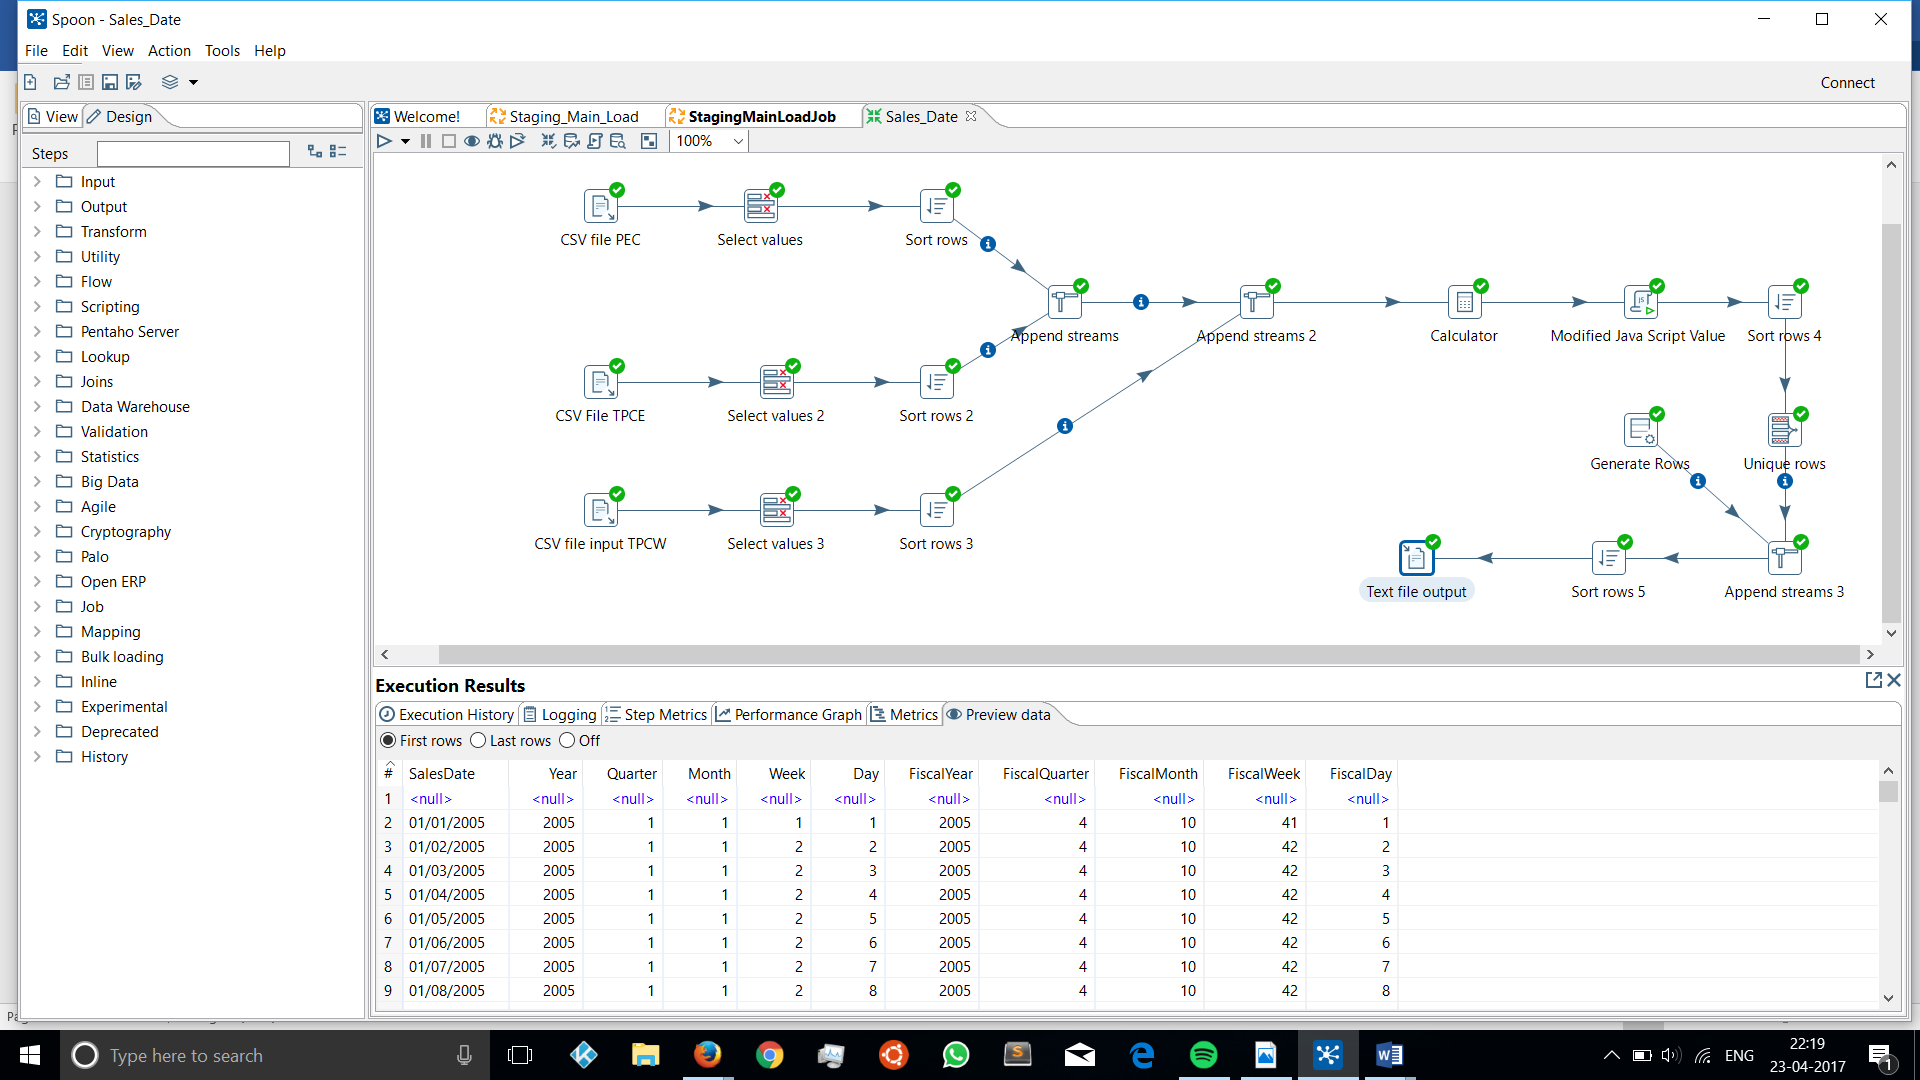 Spoon - Sales_Date
File Edit View Action Tools Help
Connect
View Design
Welcome! Staging_Main_Load StagingMainLoadJob Sales_Date
100%
Steps
Input
Output
Transform
Utility
Flow
Scripting
Pentaho Server
Lookup
Joins
Data Warehouse
Validation
Statistics
Big Data
Agile
Cryptography
Palo
Open ERP
Job
Mapping
Bulk loading
Inline
Experimental
Deprecated
History
CSV file PEC Select values Sort rows
Append streams Append streams 2 Calculator Modified Java Script Value Sort rows 4
CSV File TPCE Select values 2 Sort rows 2
Generate Rows Unique rows
CSV file input TPCW Select values 3 Sort rows 3
Text file output Sort rows 5 Append streams 3
Execution Results
Execution History Logging Step Metrics Performance Graph Metrics Preview data
First rows Last rows Off
# SalesDate Year Quarter Month Week Day FiscalYear FiscalQuarter FiscalMonth FiscalWeek FiscalDay
1 <null> <null> <null> <null> <null> <null> <null> <null> <null> <null> <null>
2 01/01/2005 2005 1 1 1 1 2005 4 10 41 1
3 01/02/2005 2005 1 1 2 2 2005 4 10 42 2
4 01/03/2005 2005 1 1 2 3 2005 4 10 42 3
5 01/04/2005 2005 1 1 2 4 2005 4 10 42 4
6 01/05/2005 2005 1 1 2 5 2005 4 10 42 5
7 01/06/2005 2005 1 1 2 6 2005 4 10 42 6
8 01/07/2005 2005 1 1 2 7 2005 4 10 42 7
9 01/08/2005 2005 1 1 2 8 2005 4 10 42 8
Type here to search
ENG
22:19
23-04-2017
1